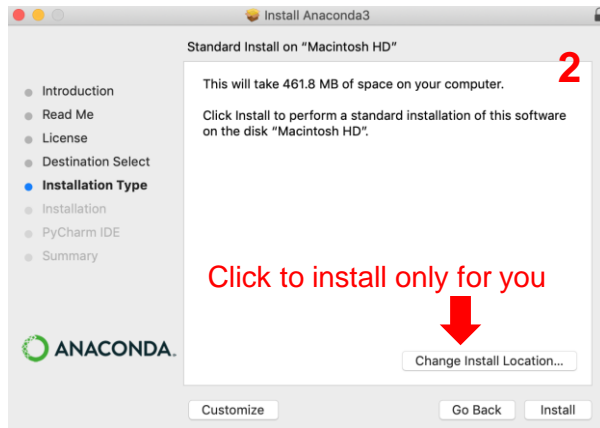 Install Anaconda3
Standard Install on “Macintosh HD”
2
This will take 461.8 MB of space on your computer.
Click Install to perform a standard installation of this software
on the disk “Macintosh HD”.
Introduction
Read Me
License
Destination Select
Installation Type
Installation
PyCharm IDE
Summary
Click to install only for you
ANACONDA.
Change Install Location...
Customize
Go Back
Install